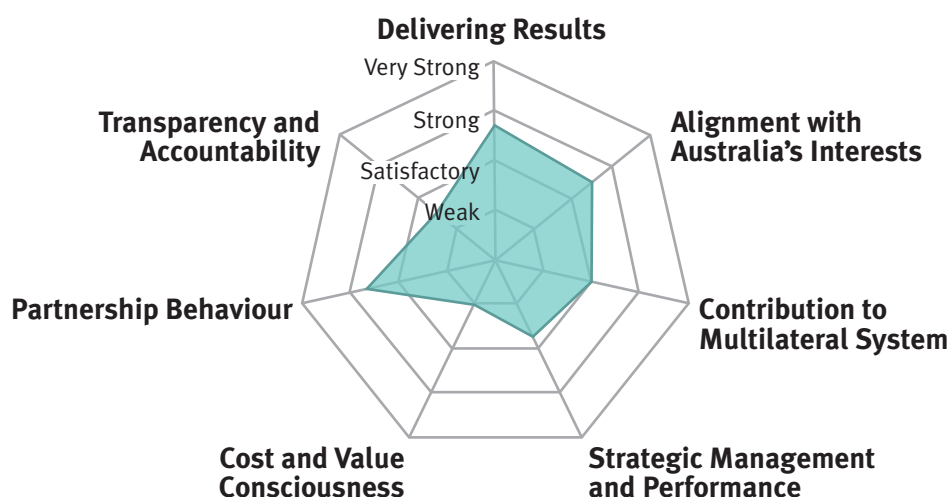 Delivering Results
Very Strong
Strong
Satisfactory
Weak
Transparency and
Accountability
Alignment with
Australia’s Interests
Partnership Behaviour
Contribution to
Multilateral System
Cost and Value
Consciousness
Strategic Management
and Performance